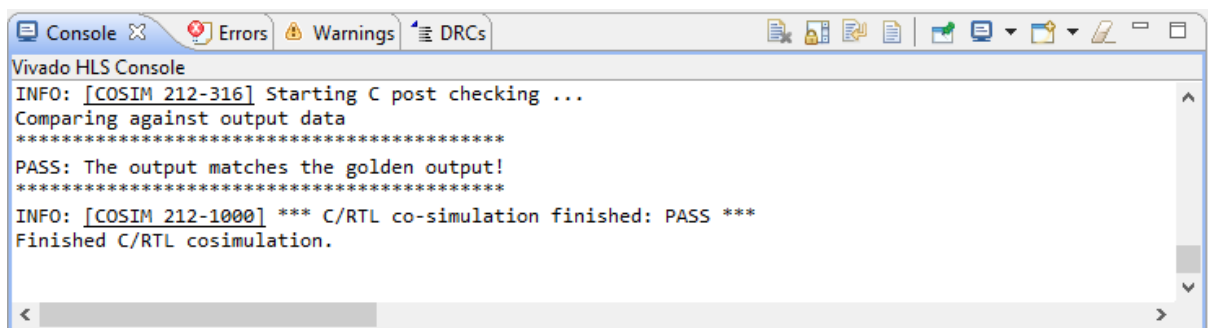 Console Errors Warnings DRCs
Vivado HLS Console
INFO: [COSIM 212-316] Starting C post checking ...
Comparing against output data
*******************************************
PASS: The output matches the golden output!
*******************************************
INFO: [COSIM 212-1000] *** C/RTL co-simulation finished: PASS ***
Finished C/RTL cosimulation.